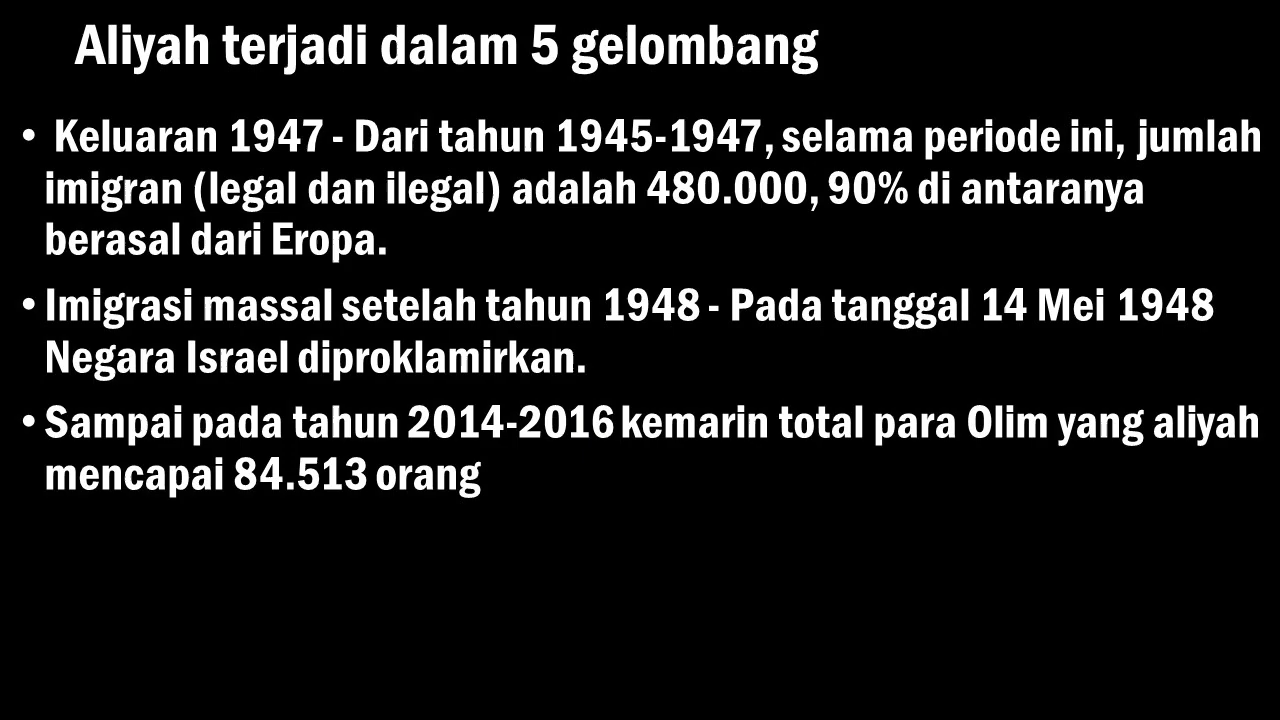 Aliyah terjadi dalam 5 gelombang
• Keluaran 1947 - Dari tahun 1945-1947, selama periode ini, jumlah
imigran (legal dan ilegal) adalah 480.000, 90% di antaranya
berasal dari Eropa.
• Imigrasi massal setelah tahun 1948 - Pada tanggal 14 Mei 1948
Negara Israel diproklamirkan.
• Sampai pada tahun 2014-2016 kemarin total para Olim yang aliyah
mencapai 84.513 orang